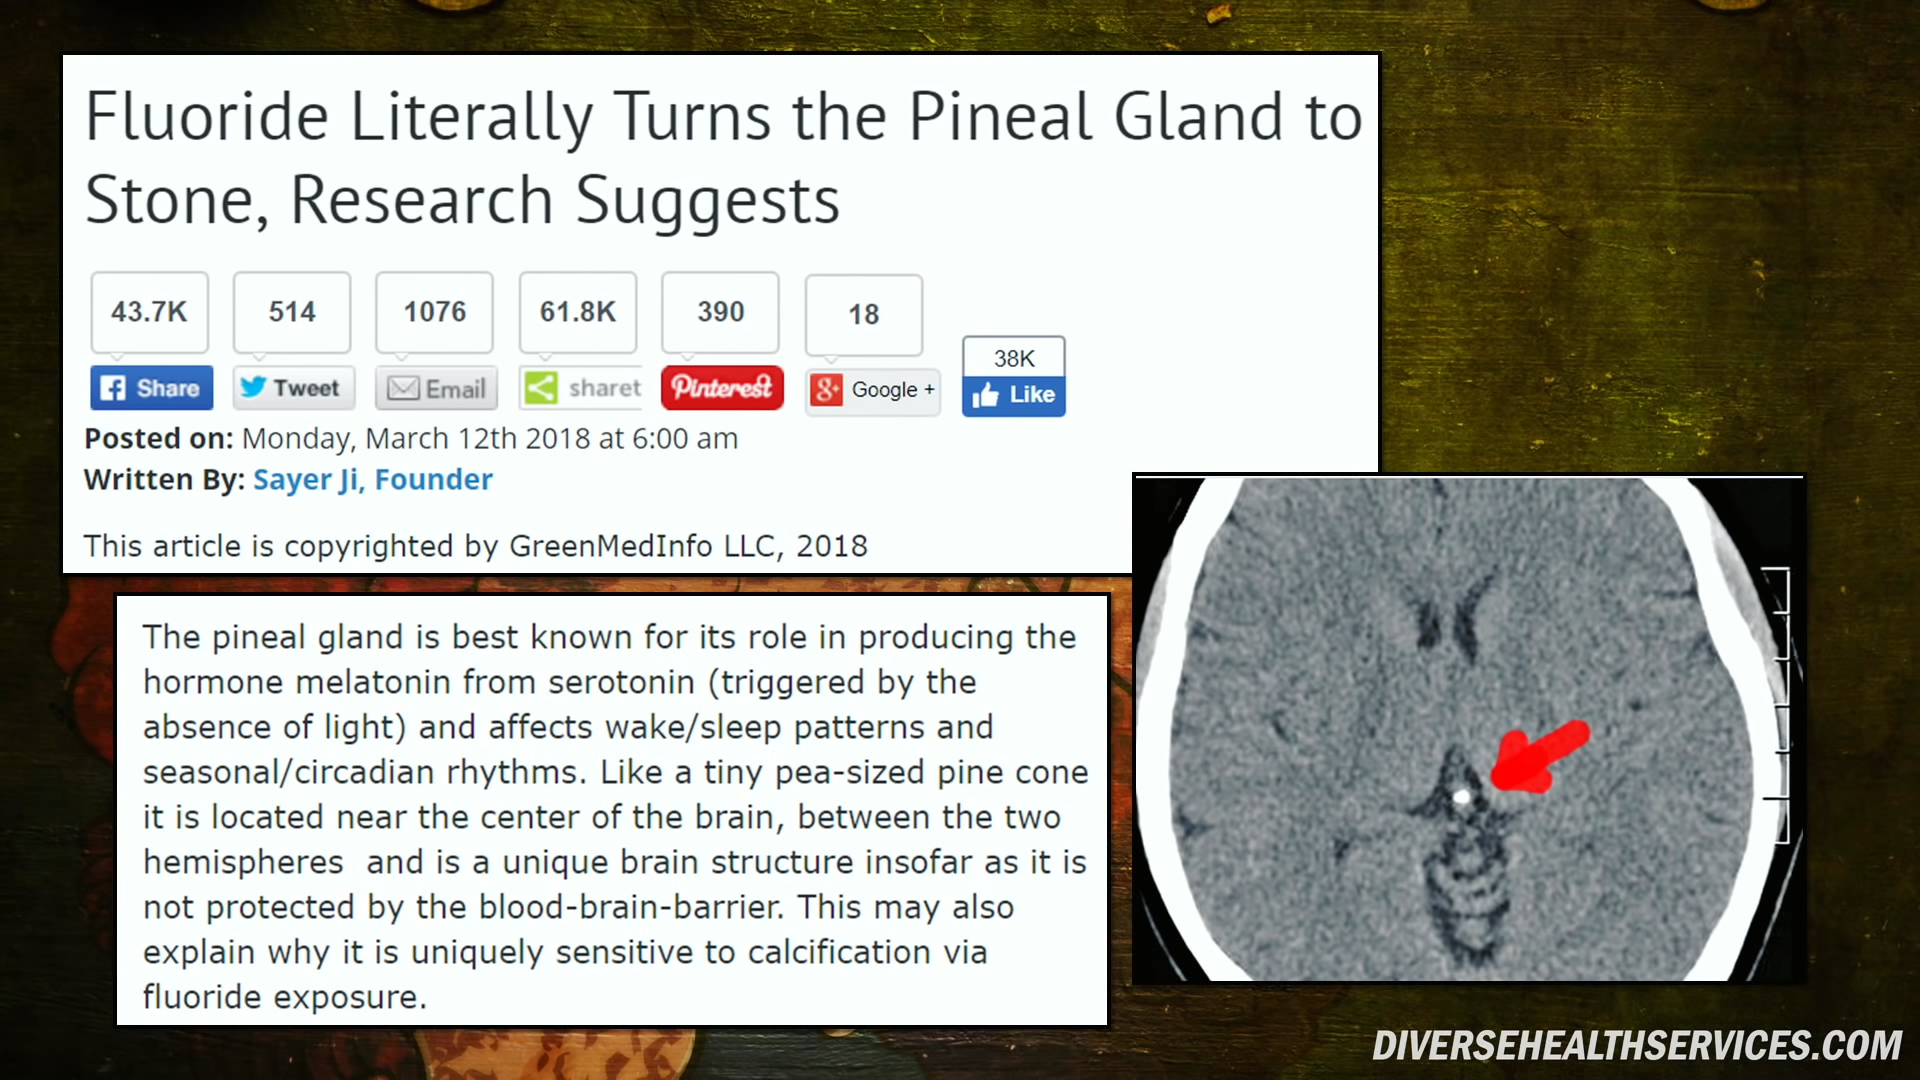 Fluoride Literally Turns the Pineal Gland to
Stone, Research Suggests
43.7K
514
1076
61.8K
390
18
38K
Share
Tweet
Email
sharet
Pinterest
Google +
Like
Posted on: Monday, March 12th 2018 at 6:00 am
Written By: Sayer Ji, Founder
This article is copyrighted by GreenMedInfo LLC, 2018
The pineal gland is best known for its role in producing the
hormone melatonin from serotonin (triggered by the
absence of light) and affects wake/sleep patterns and
seasonal/circadian rhythms. Like a tiny pea-sized pine cone
it is located near the center of the brain, between the two
hemispheres  and is a unique brain structure insofar as it is
not protected by the blood-brain-barrier. This may also
explain why it is uniquely sensitive to calcification via
fluoride exposure.
DIVERSEHEALTHSERVICES.COM